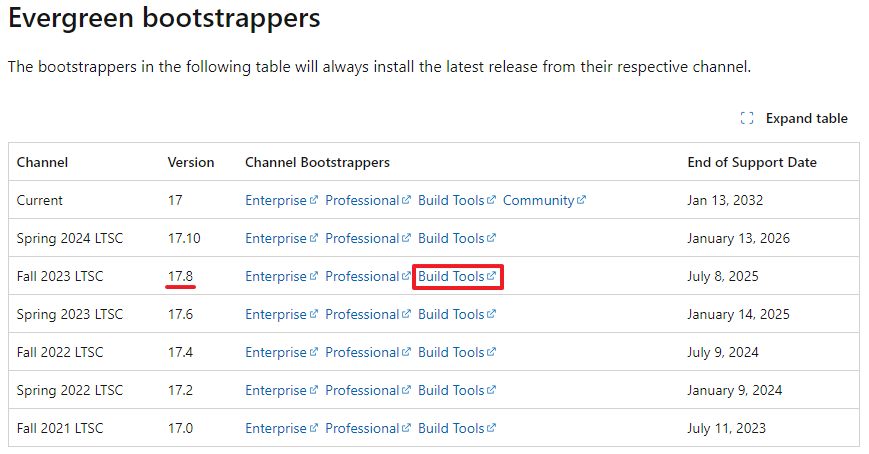 Evergreen bootstrappers
The bootstrappers in the following table will always install the latest release from their respective channel.
Expand table
Channel Version Channel Bootstrappers End of Support Date
Current 17 Enterprise Professional Build Tools Community Jan 13, 2032
Spring 2024 LTSC 17.10 Enterprise Professional Build Tools January 13, 2026
Fall 2023 LTSC 17.8 Enterprise Professional Build Tools July 8, 2025
Spring 2023 LTSC 17.6 Enterprise Professional Build Tools January 14, 2025
Fall 2022 LTSC 17.4 Enterprise Professional Build Tools July 9, 2024
Spring 2022 LTSC 17.2 Enterprise Professional Build Tools January 9, 2024
Fall 2021 LTSC 17.0 Enterprise Professional Build Tools July 11, 2023